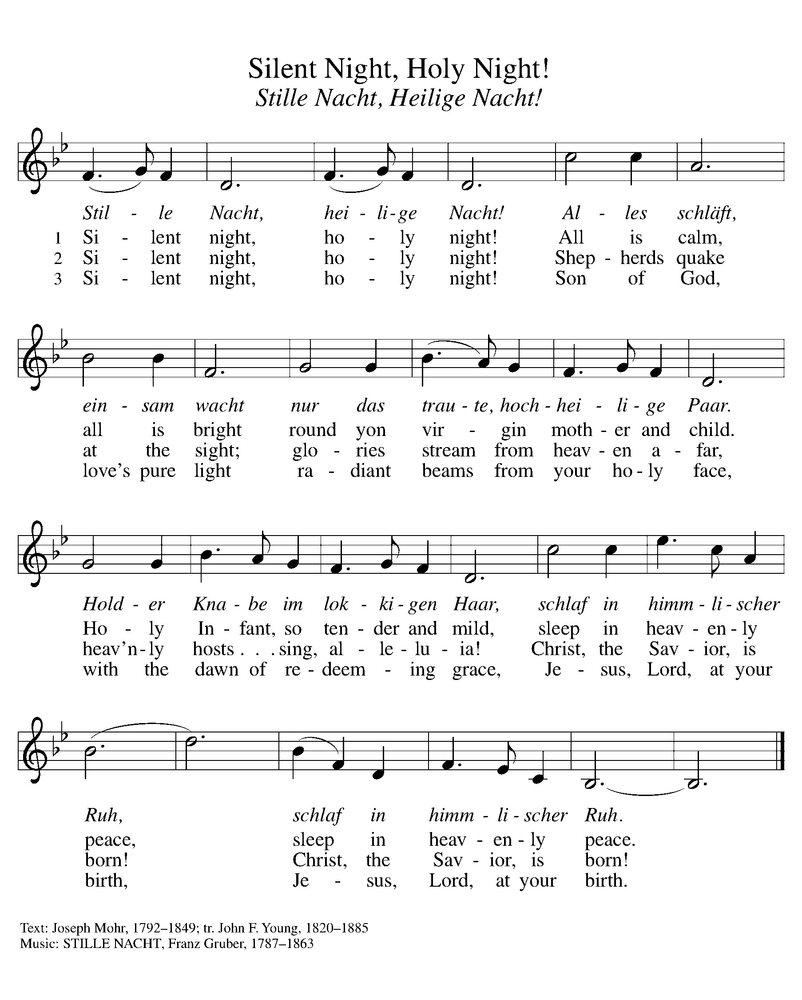 Silent Night, Holy Night!
Stille Nacht, Heilige Nacht!
Stil - le Nacht, hei - li - ge Nacht! Al - les schläft,
1 Si - lent night, ho - ly night! All is calm,
2 Si - lent night, ho - ly night! Shep - herds quake
3 Si - lent night, ho - ly night! Son of God,
ein - sam wacht nur das trau - te, hoch - hei - li - ge Paar.
all is bright round yon vir - gin moth - er and child.
at the sight; glo - ries stream from heav - en a - far,
love's pure light ra - diant beams from your ho - ly face,
Hold - er Kna - be im lok - ki - gen Haar, schlaf in himm - li - scher
Ho - ly In - fant, so ten - der and mild, sleep in heav - en - ly
heav'n - ly hosts . . . sing, al - le - lu - ia! Christ, the Sav - ior, is
with the dawn of re - deem - ing grace, Je - sus, Lord, at your
Ruh, schlaf in himm - li - scher Ruh.
peace, sleep in heav - en - ly peace.
born! Christ, the Sav - ior, is born!
birth, Je - sus, Lord, at your birth.
Text: Joseph Mohr, 1792–1849; tr. John F. Young, 1820–1885
Music: STILLE NACHT, Franz Gruber, 1787–1863